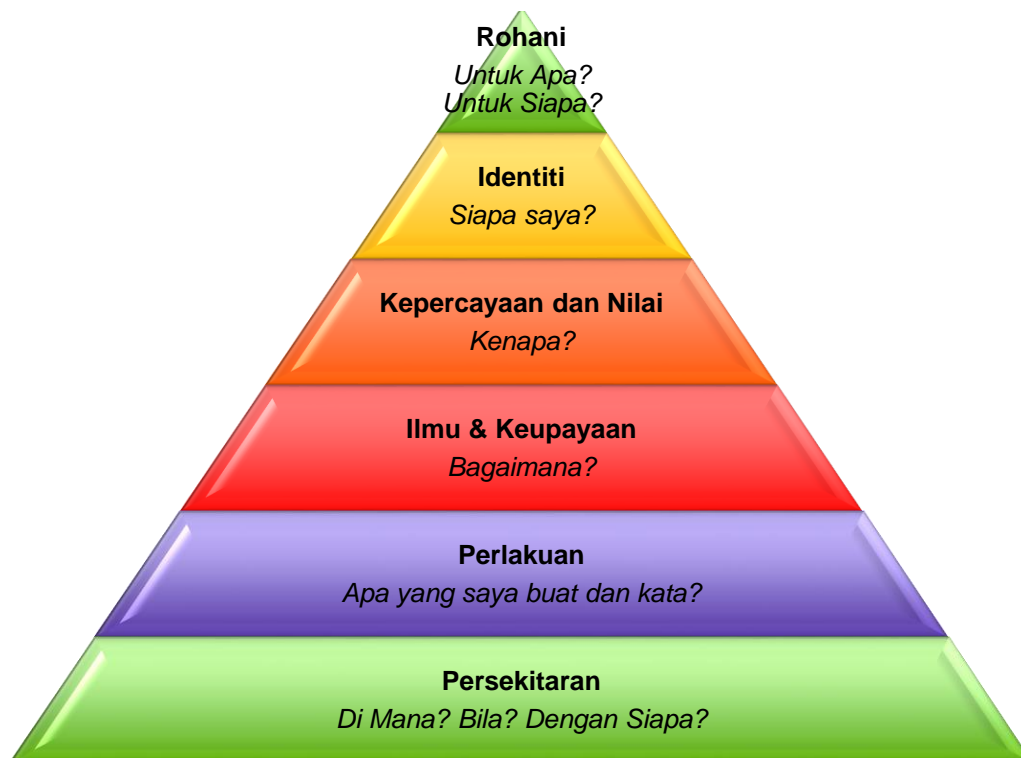 Rohani
Untuk Apa?
Untuk Siapa?
Identiti
Siapa saya?
Kepercayaan dan Nilai
Kenapa?
Ilmu & Keupayaan
Bagaimana?
Perlakuan
Apa yang saya buat dan kata?
Persekitaran
Di Mana? Bila? Dengan Siapa?